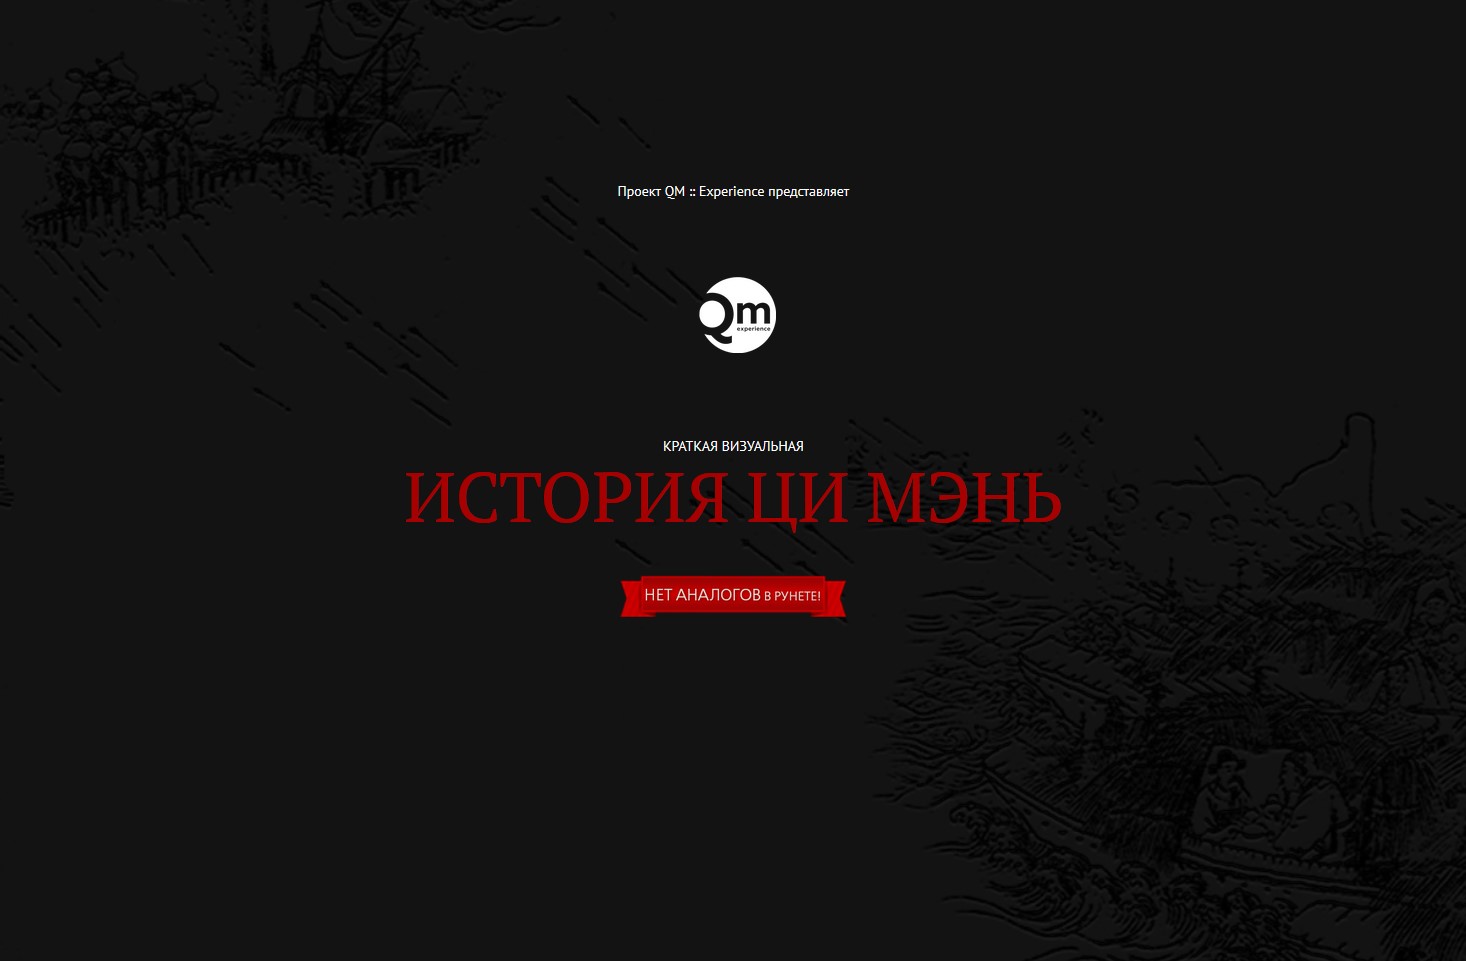 Проект QM :: Experience представляет
Qm
experience
КРАТКАЯ ВИЗУАЛЬНАЯ
ИСТОРИЯ ЦИ МЭНЬ
НЕТ АНАЛОГОВ В РУНЕТЕ!